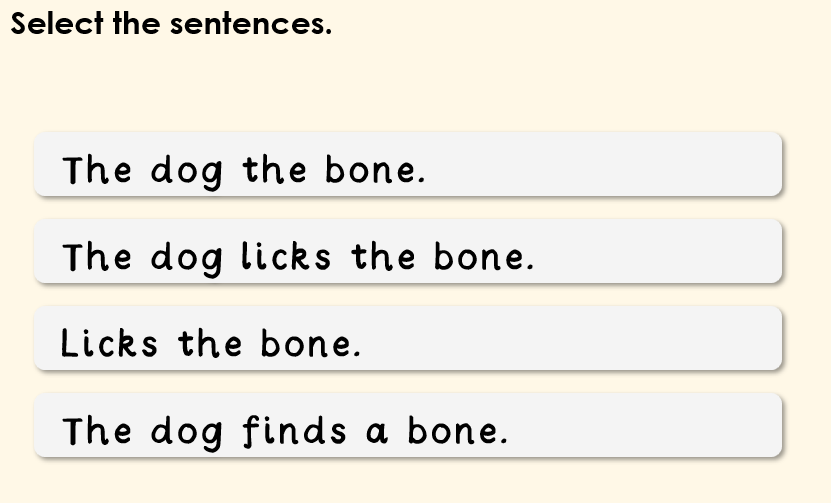 Select the sentences.
The dog the bone.
The dog licks the bone.
Licks the bone.
The dog finds a bone.